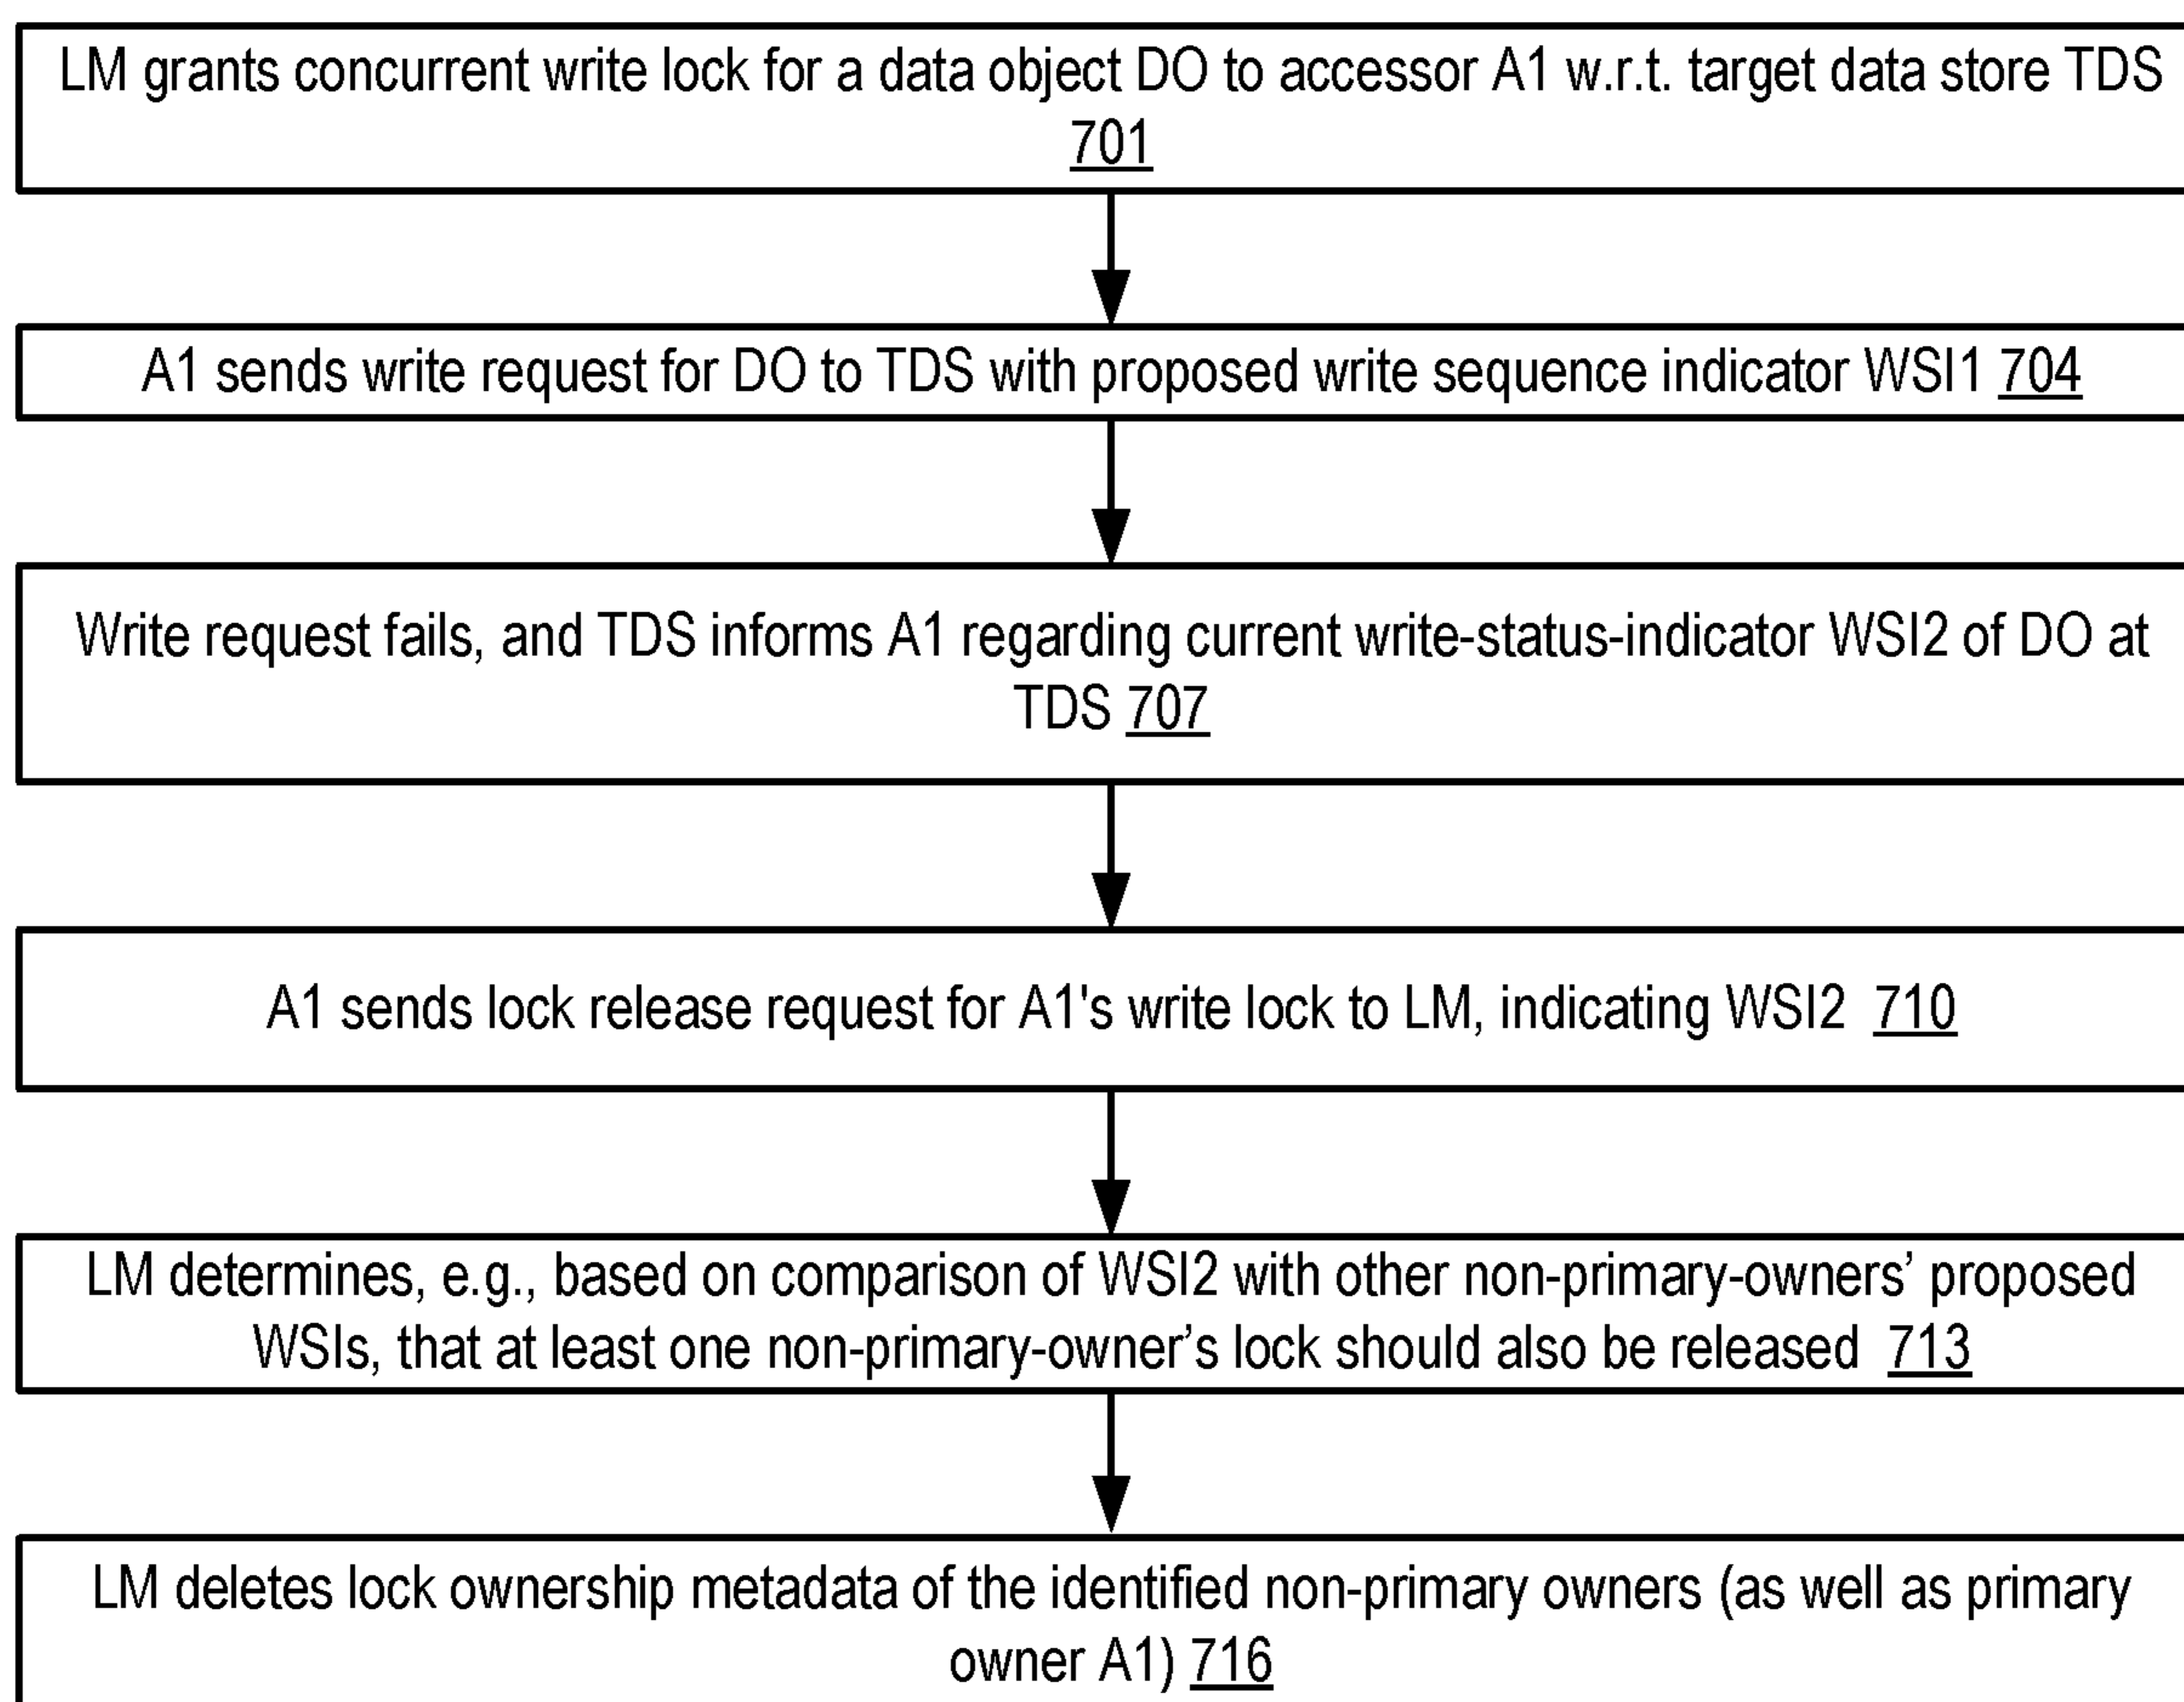 LM grants concurrent write lock for a data object DO to accessor A1 w.r.t. target data store TDS
701
A1 sends write request for DO to TDS with proposed write sequence indicator WSI1 704
Write request fails, and TDS informs A1 regarding current write-status-indicator WSI2 of DO at
TDS 707
A1 sends lock release request for A1's write lock to LM, indicating WSI2 710
LM determines, e.g., based on comparison of WSI2 with other non-primary-owners’ proposed
WSIs, that at least one non-primary-owner’s lock should also be released 713
LM deletes lock ownership metadata of the identified non-primary owners (as well as primary
owner A1) 716